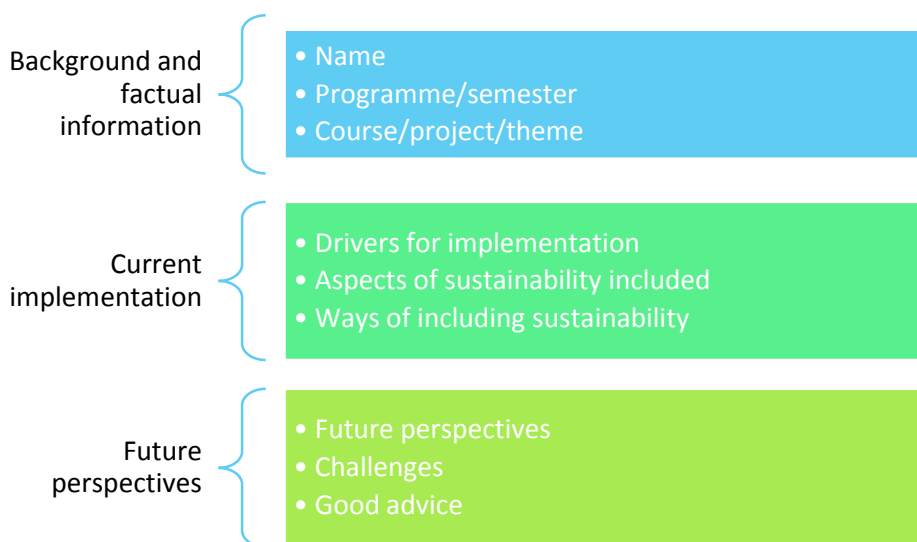 Background and
factual
information
• Name
• Programme/semester
• Course/project/theme
Current
implementation
• Drivers for implementation
• Aspects of sustainability included
• Ways of including sustainability
Future
perspectives
• Future perspectives
• Challenges
• Good advice